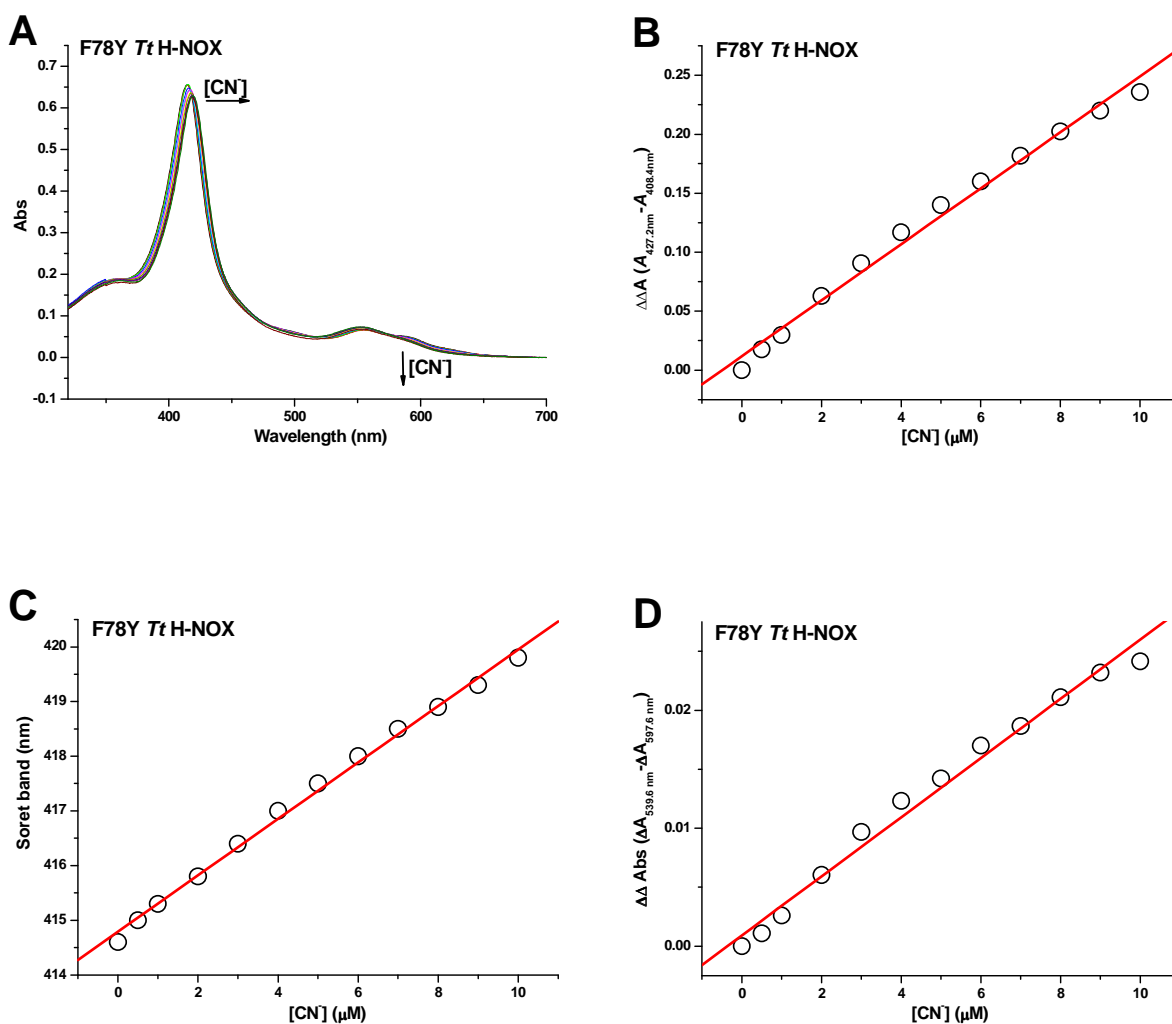 A
F78Y Tt H-NOX
[CN-]
0.7
0.6
0.5
0.4
0.3
0.2
0.1
0.0
-0.1
Abs
[CN-]
400
500
600
700
Wavelength (nm)
B
F78Y Tt H-NOX
0.25
0.20
0.15
0.10
0.05
0.00
ΔΔA (A427.2nm-A408.4nm)
0
2
4
6
8
10
[CN-] (μM)
C
F78Y Tt H-NOX
420
419
418
417
416
415
414
Soret band (nm)
0
2
4
6
8
10
[CN-] (μM)
D
F78Y Tt H-NOX
0.02
0.01
0.00
ΔΔ Abs (ΔA539.6 nm-ΔA597.6 nm)
0
2
4
6
8
10
[CN-] (μM)